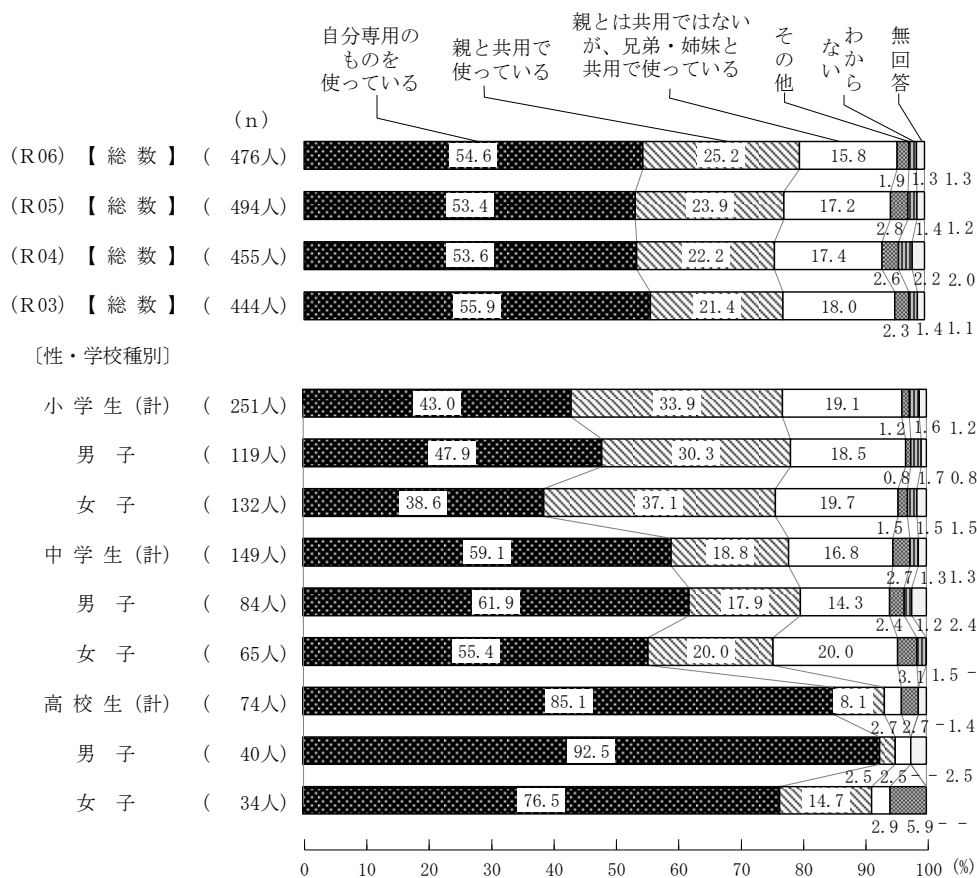 自分専用の
ものを
使っている
親と共用で
使っている
親とは共用ではない
が、兄弟・姉妹と
共用で使っている
その他
わから
ない
無回答
(n)
(R06)【 総 数 】 ( 476人) 54.6 25.2 15.8 1.9 1.3 1.3
(R05)【 総 数 】 ( 494人) 53.4 23.9 17.2 2.8 1.4 1.2
(R04)【 総 数 】 ( 455人) 53.6 22.2 17.4 2.6 2.2 2.0
(R03)【 総 数 】 ( 444人) 55.9 21.4 18.0 2.3 1.4 1.1
〔性・学校種別〕
小 学 生 (計) ( 251人) 43.0 33.9 19.1 1.2 1.6 1.2
男 子 ( 119人) 47.9 30.3 18.5 0.8 1.7 0.8
女 子 ( 132人) 38.6 37.1 19.7 1.5 1.5 1.5
中 学 生 (計) ( 149人) 59.1 18.8 16.8 2.7 1.3 1.3
男 子 ( 84人) 61.9 17.9 14.3 2.4 1.2 2.4
女 子 ( 65人) 55.4 20.0 20.0 3.1 1.5 -
高 校 生 (計) ( 74人) 85.1 8.1 2.7 2.7 - 1.4
男 子 ( 40人) 92.5 2.5 2.5 - - 2.5
女 子 ( 34人) 76.5 14.7 2.9 5.9 - -
0 10 20 30 40 50 60 70 80 90 100 (%)